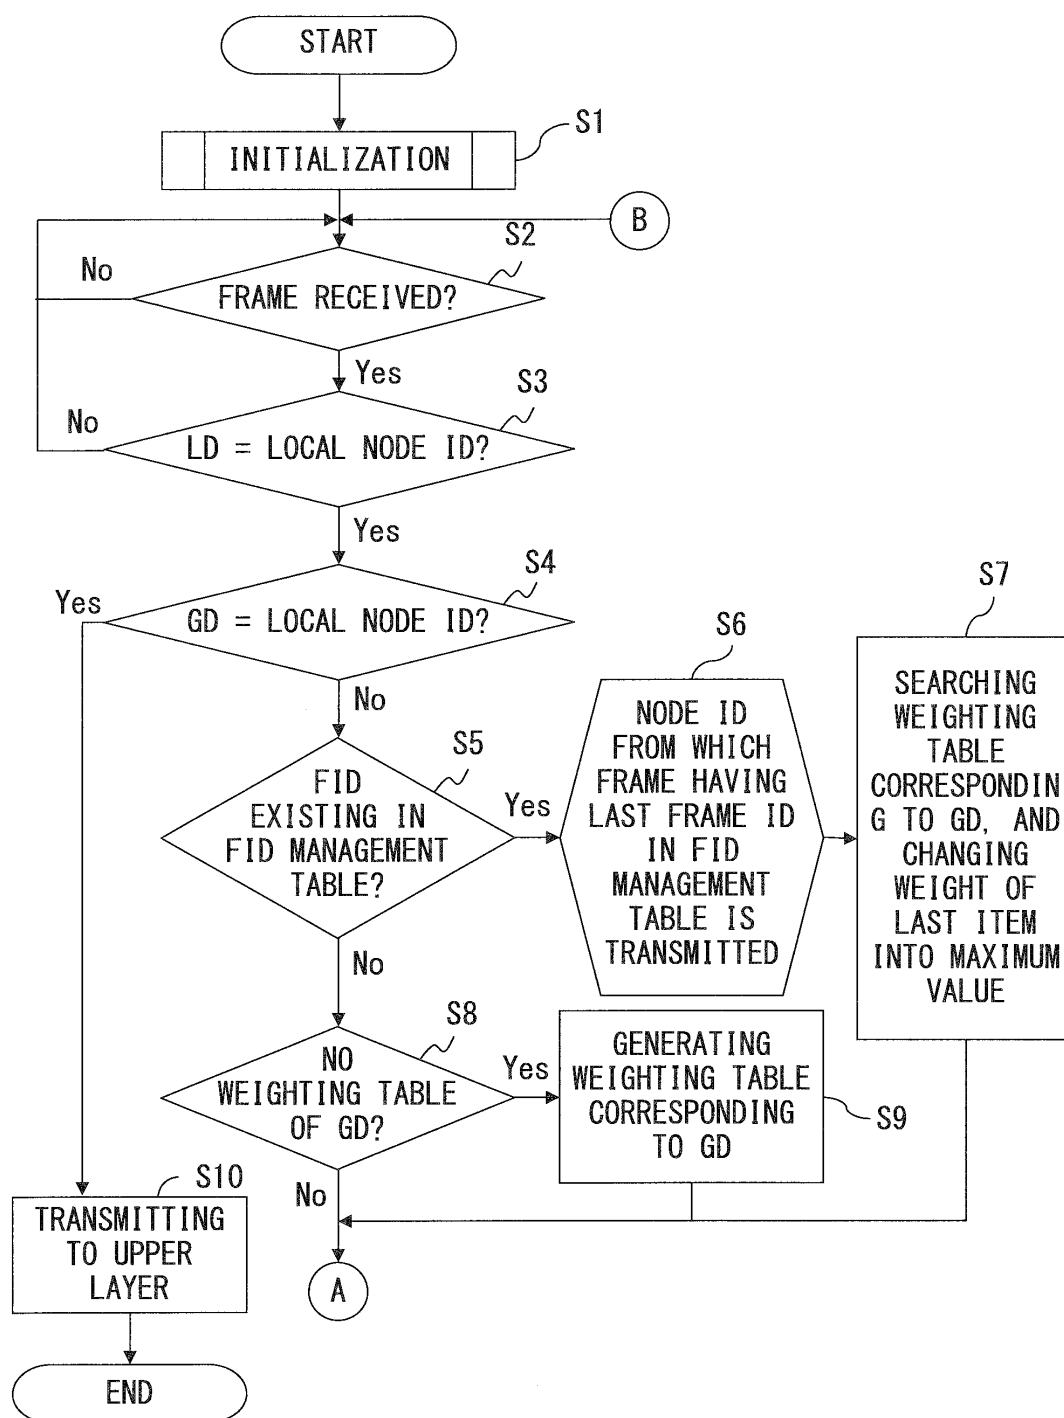 START
S1
INITIALIZATION
B
S2
No
FRAME RECEIVED?
Yes
S3
No
LD = LOCAL NODE ID?
Yes
S4
Yes
GD = LOCAL NODE ID?
No
S5
FID
EXISTING IN
FID MANAGEMENT
TABLE?
Yes
No
S6
NODE ID
FROM WHICH
FRAME HAVING
LAST FRAME ID
IN FID
MANAGEMENT
TABLE IS
TRANSMITTED
S7
SEARCHING
WEIGHTING
TABLE
CORRESPONDIN
G TO GD, AND
CHANGING
WEIGHT OF
LAST ITEM
INTO MAXIMUM
VALUE
S8
NO
WEIGHTING TABLE
OF GD?
Yes
No
GENERATING
WEIGHTING TABLE
CORRESPONDING
TO GD
S9
S10
TRANSMITTING
TO UPPER
LAYER
A
END